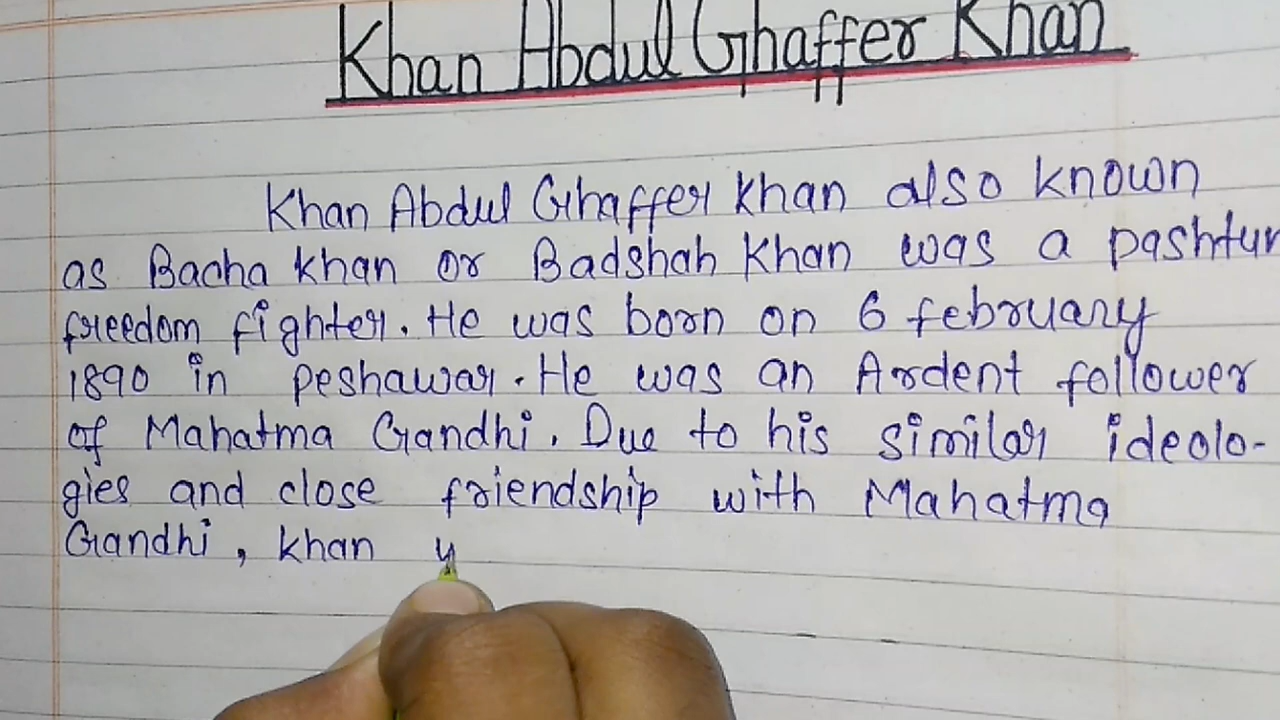 Khan Abdul Ghaffer Khan
Khan Abdul Ghaffer Khan also known
as Bacha Khan or Badshah Khan was a pashtun
freedom fighter. He was born on 6 february
1890 in peshawar. He was an Ardent follower
of Mahatma Gandhi. Due to his similar ideolo-
gies and close friendship with Mahatma
Gandhi, khan